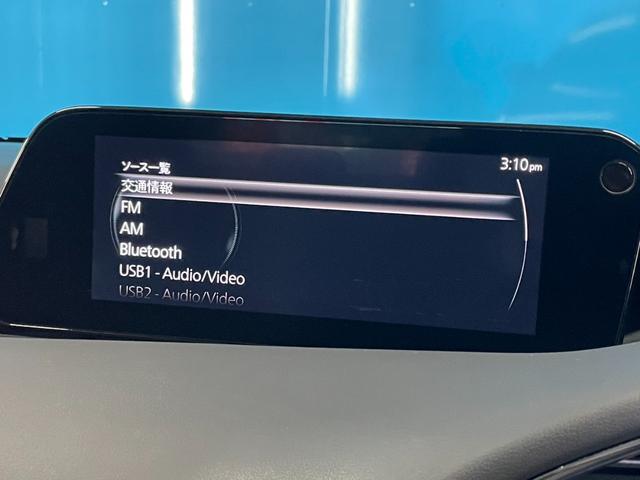 ソース一覧
3:10pm
交通情報
FM
AM
Bluetooth
USB1 - Audio/Video
USB2 - Audio/Video